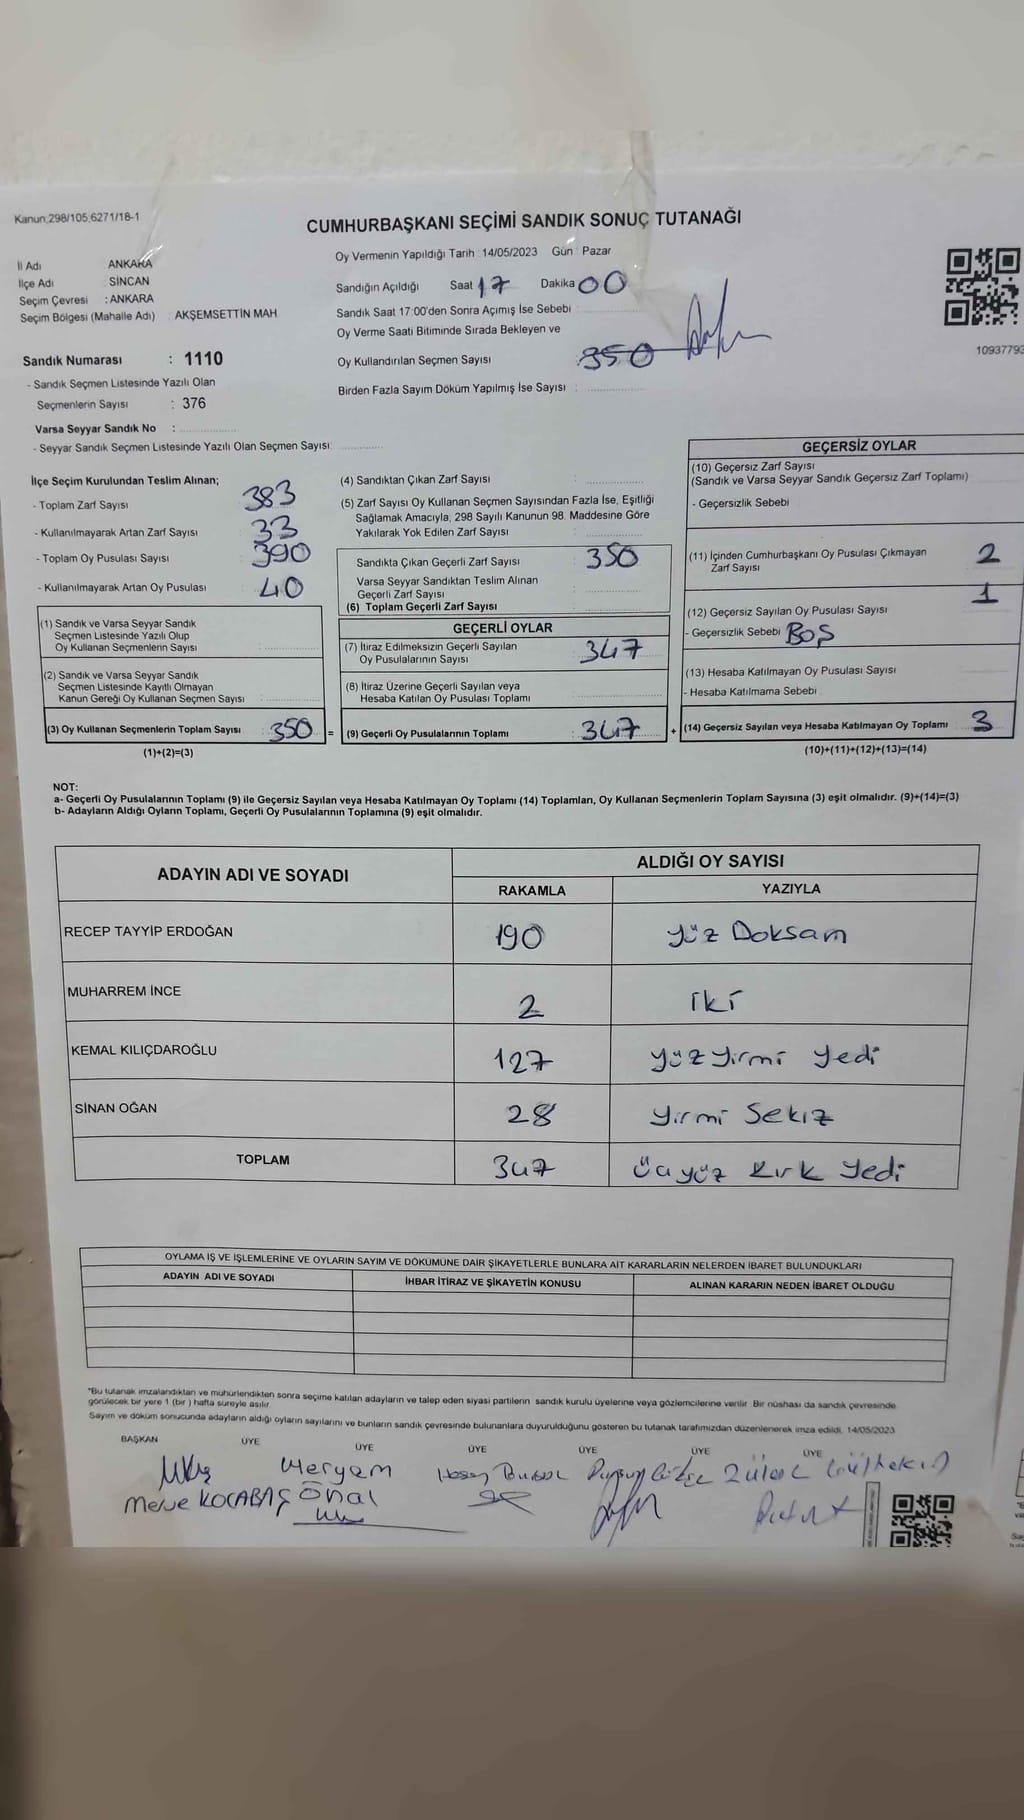 Kanun:298/105;6271/18-1
CUMHURBAŞKANI SEÇİMİ SANDIK SONUÇ TUTANAĞI
İl Adı ANKARA
İlçe Adı : SİNCAN
Seçim Çevresi : ANKARA
Seçim Bölgesi (Mahalle Adı) : AKŞEMSETTİN MAH
Sandık Numarası : 1110
- Sandık Seçmen Listesinde Yazılı Olan
Seçmenlerin Sayısı : 376
Varsa Seyyar Sandık No :
- Seyyar Sandık Seçmen Listesinde Yazılı Olan Seçmen Sayısı:
Oy Vermenin Yapıldığı Tarih : 14/05/2023 Gün : Pazar
Sandığın Açıldığı Saat 17 Dakika 00
Sandık Saat 17:00'den Sonra Açımış İse Sebebi :
Oy Verme Saati Bitiminde Sırada Bekleyen ve
Oy Kullandırılan Seçmen Sayısı : 350
Birden Fazla Sayım Döküm Yapılmış İse Sayısı :
1093779
İlçe Seçim Kurulundan Teslim Alınan;
- Toplam Zarf Sayısı : 383
- Kullanılmayarak Artan Zarf Sayısı : 33
- Toplam Oy Pusulası Sayısı : 390
- Kullanılmayarak Artan Oy Pusulası : 40
(1) Sandık ve Varsa Seyyar Sandık
Seçmen Listesinde Yazılı Olup
Oy Kullanan Seçmenlerin Sayısı :
(2) Sandık ve Varsa Seyyar Sandık
Seçmen Listesinde Kayıtlı Olmayan
Kanun Gereği Oy Kullanan Seçmen Sayısı :
(3) Oy Kullanan Seçmenlerin Toplam Sayısı : 350 =
(1)+(2)=(3)
(4) Sandıktan Çıkan Zarf Sayısı :
(5) Zarf Sayısı Oy Kullanan Seçmen Sayısından Fazla İse, Eşitliği
Sağlamak Amacıyla, 298 Sayılı Kanunun 98. Maddesine Göre
Yakılarak Yok Edilen Zarf Sayısı :
Sandıkta Çıkan Geçerli Zarf Sayısı : 350
Varsa Seyyar Sandıktan Teslim Alınan
Geçerli Zarf Sayısı :
(6) Toplam Geçerli Zarf Sayısı :
GEÇERLİ OYLAR
(7) İtiraz Edilmeksizin Geçerli Sayılan
Oy Pusulalarının Sayısı : 347
(8) İtiraz Üzerine Geçerli Sayılan veya
Hesaba Katılan Oy Pusulası Toplamı :
(9) Geçerli Oy Pusulalarının Toplamı : 347 +
GEÇERSİZ OYLAR
(10) Geçersiz Zarf Sayısı
(Sandık ve Varsa Seyyar Sandık Geçersiz Zarf Toplamı) :
- Geçersizlik Sebebi
(11) İçinden Cumhurbaşkanı Oy Pusulası Çıkmayan
Zarf Sayısı 2
(12) Geçersiz Sayılan Oy Pusulası Sayısı 1
- Geçersizlik Sebebi BOŞ
(13) Hesaba Katılmayan Oy Pusulası Sayısı
- Hesaba Katılmama Sebebi
(14) Geçersiz Sayılan veya Hesaba Katılmayan Oy Toplamı 3
(10)+(11)+(12)+(13)=(14)
NOT:
a- Geçerli Oy Pusulalarının Toplamı (9) ile Geçersiz Sayılan veya Hesaba Katılmayan Oy Toplamı (14) Toplamları, Oy Kullanan Seçmenlerin Toplam Sayısına (3) eşit olmalıdır. (9)+(14)=(3)
b- Adayların Aldığı Oyların Toplamı, Geçerli Oy Pusulalarının Toplamına (9) eşit olmalıdır.
ADAYIN ADI VE SOYADI ALDIĞI OY SAYISI
RAKAMLA YAZIYLA
RECEP TAYYİP ERDOĞAN 190 Yüz Doksam
MUHARREM İNCE 2 iki
KEMAL KILIÇDAROĞLU 127 Yüz Yirmi Yedi
SİNAN OĞAN 28 Yirmi Sekiz
TOPLAM 347 Üçyüz Kırk Yedi
OYLAMA İŞ VE İŞLEMLERİNE VE OYLARIN SAYIM VE DÖKÜMÜNE DAİR ŞİKAYETLERLE BUNLARA AİT KARARLARIN NELERDEN İBARET BULUNDUKLARI
ADAYIN ADI VE SOYADI İHBAR İTİRAZ VE ŞİKAYETİN KONUSU ALINAN KARARIN NEDEN İBARET OLDUĞU
*Bu tutanak imzalandıktan ve mühürlendikten sonra seçime katılan adayların ve talep eden siyasi partilerin sandık kurulu üyelerine veya gözlemcilerine verilir. Bir nüshası da sandık çevresinde
görülecek bir yere 1 (bir ) hafta süreyle asılır.
Sayım ve döküm sonucunda adayların aldığı oyların sayılarını ve bunların sandık çevresinde bulunanlara duyurulduğunu gösteren bu tutanak tarafımızdan düzenlenerek imza edildi. 14/05/2023
BAŞKAN ÜYE ÜYE ÜYE ÜYE ÜYE ÜYE
Merve KOCABAŞ
Meryem Önal